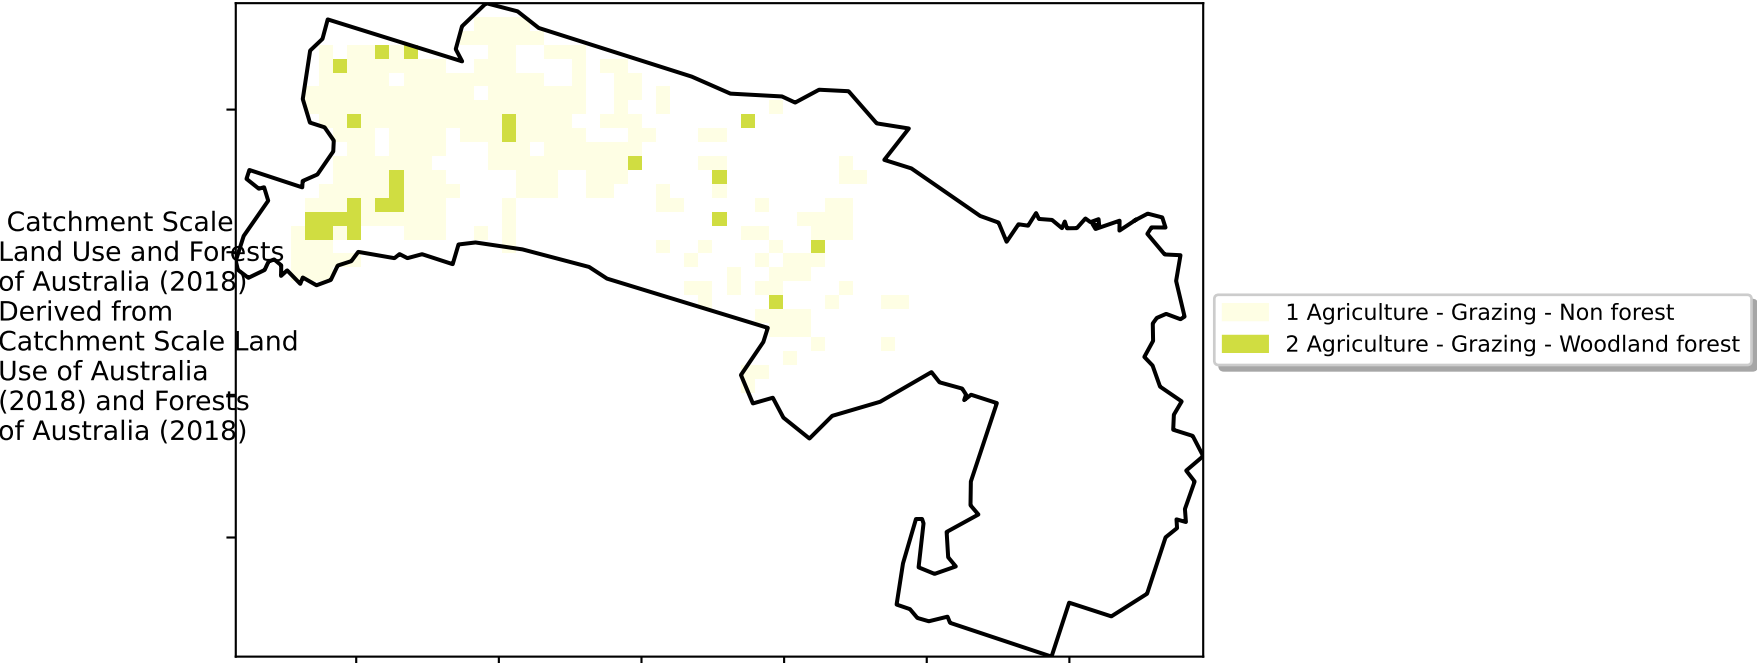 Catchment Scale
Land Use and Forests
of Australia (2018)
Derived from
Catchment Scale Land
Use of Australia
(2018) and Forests
of Australia (2018)
1 Agriculture - Grazing - Non forest
2 Agriculture - Grazing - Woodland forest